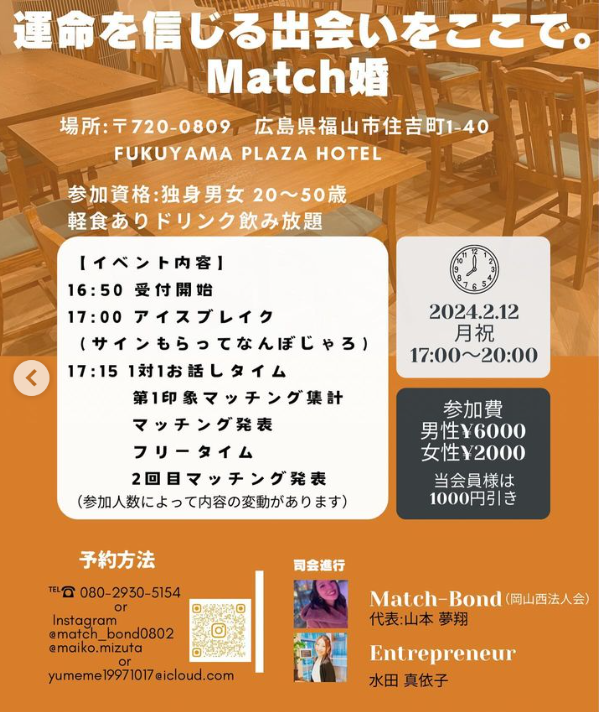 運命を信じる出会いをここで。
Match婚
場所:〒720-0809 広島県福山市住吉町1-40
FUKUYAMA PLAZA HOTEL
参加資格:独身男女 20〜50歳
軽食ありドリンク飲み放題
【イベント内容】
16:50 受付開始
17:00 アイスブレイク
(サインもらってなんぼじゃろ)
17:15 1対1お話しタイム
第1印象マッチング集計
マッチング発表
フリータイム
2回目マッチング発表
(参加人数によって内容の変動があります)
2024.2.12
月祝
17:00〜20:00
参加費
男性¥6000
女性¥2000
当会員様は
1000円引き
予約方法
TEL☎ 080-2930-5154
or
Instagram
@match_bond0802
@maiko.mizuta
or
yumeme19971017@icloud.com
司会進行
Match-Bond(岡山西法人会)
代表:山本 夢翔
Entrepreneur
水田 真依子